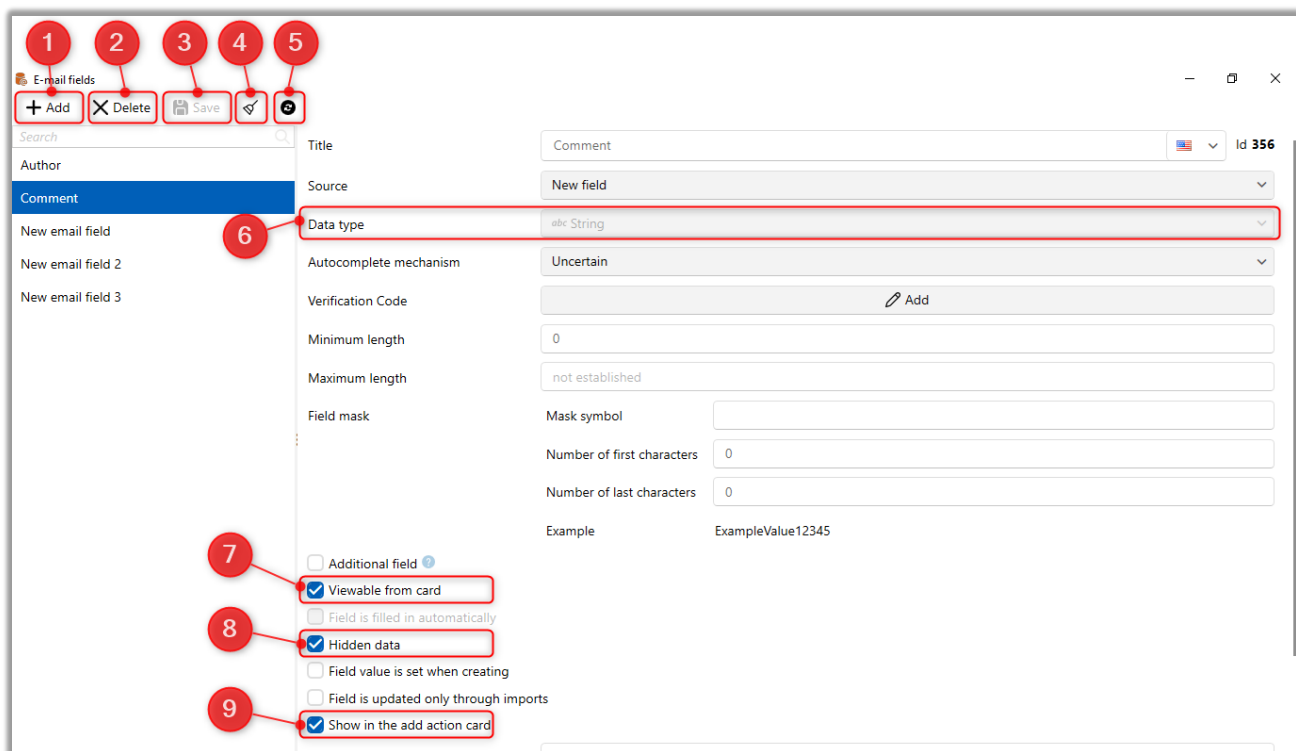 1 2 3 4 5
E-mail fields
Add Delete Save
Search
Author
Comment
New email field
New email field 2
New email field 3
Title Comment Id 356
Source New field
6 Data type abc String
Autocomplete mechanism Uncertain
Verification Code Add
Minimum length 0
Maximum length not established
Field mask Mask symbol
Number of first characters 0
Number of last characters 0
Example ExampleValue12345
7 Additional field ?
Viewable from card
Field is filled in automatically
8 Hidden data
Field value is set when creating
Field is updated only through imports
9 Show in the add action card